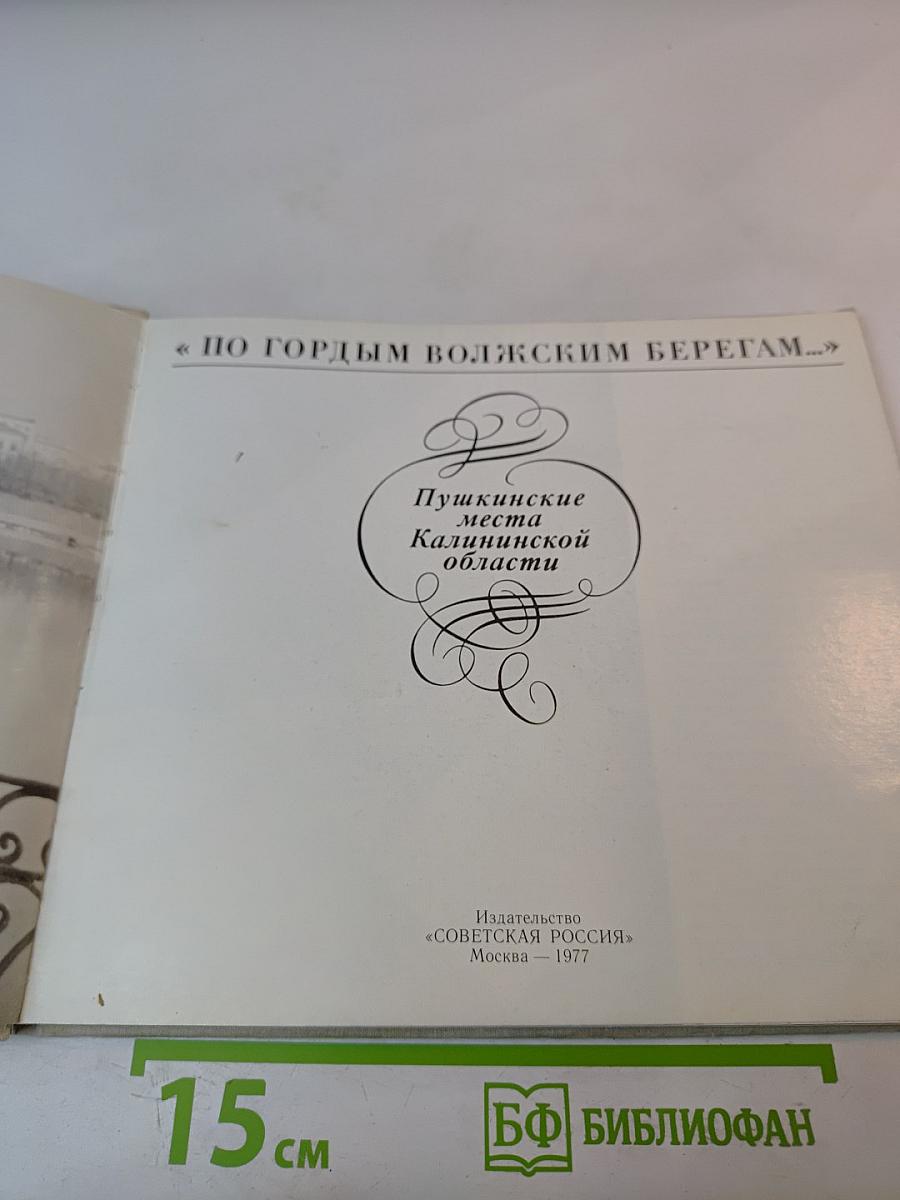 « ПО ГОРДЫМ ВОЛЖСКИМ БЕРЕГАМ...»
Пушкинские
места
Калининской
области
Издательство
«СОВЕТСКАЯ РОССИЯ»
Москва — 1977
15 см
БФ БИБЛИОФАН